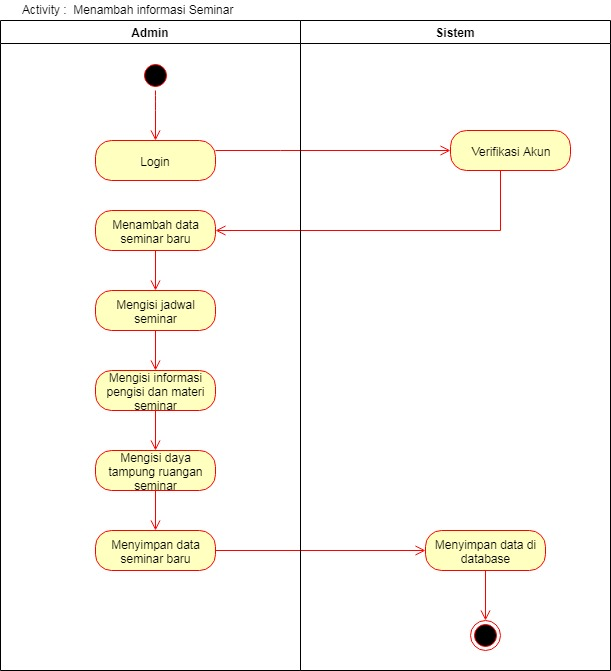 Activity :  Menambah informasi Seminar
Admin
Sistem
Login
Verifikasi Akun
Menambah data
seminar baru
Mengisi jadwal
seminar
Mengisi informasi
pengisi dan materi
seminar
Mengisi daya
tampung ruangan
seminar
Menyimpan data
seminar baru
Menyimpan data di
database